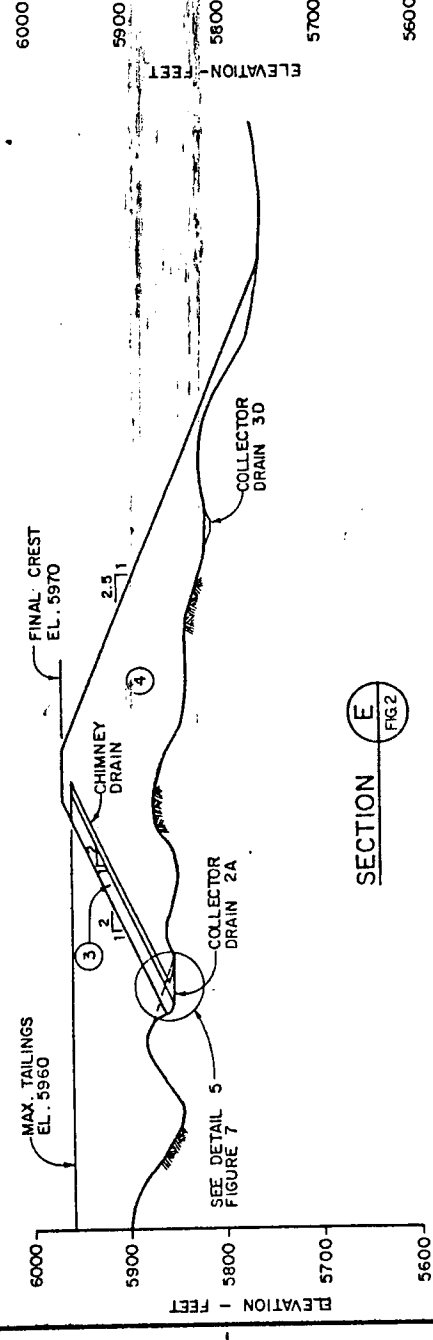 6000
5900
5800
5700
5600
ELEVATION - FEET
MAX. TAILINGS
EL. 5960
SEE DETAIL 5
FIGURE 7
3
1
2
1
2
CHIMNEY
DRAIN
COLLECTOR
DRAIN 2A
FINAL CREST
EL. 5970
4
2.5
1
COLLECTOR
DRAIN 3D
SECTION
E
FIG.2
6000
5900
5800
5700
5600
ELEVATION-FEET